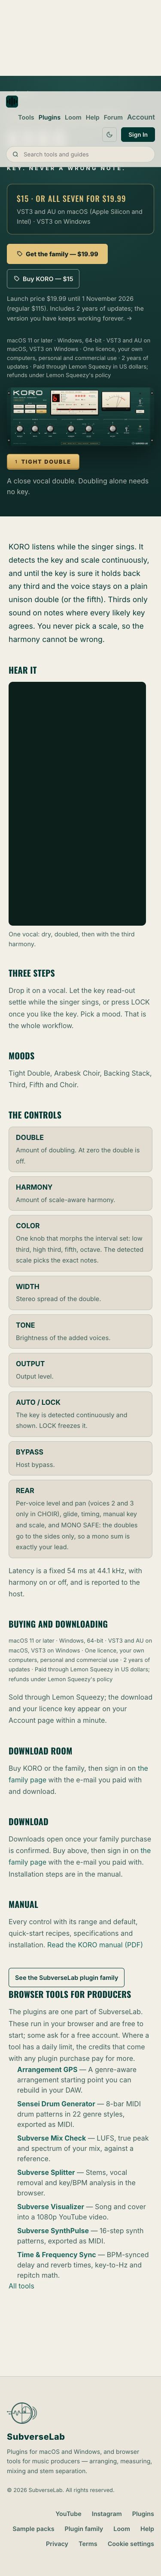 Tools Plugins Loom Help Forum Account
Sign In
Search tools and guides
KEY: NEVER A WRONG NOTE.
$15 · OR ALL SEVEN FOR $19.99
VST3 and AU on macOS (Apple Silicon and
Intel) · VST3 on Windows
Get the family — $19.99
Buy KORO — $15
Launch price $19.99 until 1 November 2026
(regular $115). Includes 2 years of updates; the
version you have keeps working forever. →
macOS 11 or later · Windows, 64-bit · VST3 and AU on
macOS, VST3 on Windows · One licence, your own
computers, personal and commercial use · 2 years of
updates · Paid through Lemon Squeezy in US dollars;
refunds under Lemon Squeezy's policy
KORO
1 TIGHT DOUBLE
A close vocal double. Doubling alone needs
no key.
KORO listens while the singer sings. It
detects the key and scale continuously,
and until the key is sure it holds back
any third and the voice stays on a plain
unison double (or the fifth). Thirds only
sound on notes where every likely key
agrees. You never pick a scale, so the
harmony cannot be wrong.
HEAR IT
One vocal: dry, doubled, then with the third
harmony.
THREE STEPS
Drop it on a vocal. Let the key read-out
settle while the singer sings, or press LOCK
once you like the key. Pick a mood. That is
the whole workflow.
MOODS
Tight Double, Arabesk Choir, Backing Stack,
Third, Fifth and Choir.
THE CONTROLS
DOUBLE
Amount of doubling. At zero the double is
off.
HARMONY
Amount of scale-aware harmony.
COLOR
One knob that morphs the interval set: low
third, high third, fifth, octave. The detected
scale picks the exact notes.
WIDTH
Stereo spread of the double.
TONE
Brightness of the added voices.
OUTPUT
Output level.
AUTO / LOCK
The key is detected continuously and
shown. LOCK freezes it.
BYPASS
Host bypass.
REAR
Per-voice level and pan (voices 2 and 3
only in CHOIR), glide, timing, manual key
and scale, and MONO SAFE: the doubles
go to the sides only, so a mono sum is
exactly your lead.
Latency is a fixed 54 ms at 44.1 kHz, with
harmony on or off, and is reported to the
host.
BUYING AND DOWNLOADING
macOS 11 or later · Windows, 64-bit · VST3 and AU on
macOS, VST3 on Windows · One licence, your own
computers, personal and commercial use · 2 years of
updates · Paid through Lemon Squeezy in US dollars;
refunds under Lemon Squeezy's policy
Sold through Lemon Squeezy; the download
and your licence key appear on your
Account page within a minute.
DOWNLOAD ROOM
Buy KORO or the family, then sign in on the
family page with the e-mail you paid with
and download.
DOWNLOAD
Downloads open once your family purchase
is confirmed. Buy above, then sign in on the
family page with the e-mail you paid with.
Installation steps are in the manual.
MANUAL
Every control with its range and default,
quick-start recipes, specifications and
installation. Read the KORO manual (PDF)
See the SubverseLab plugin family
BROWSER TOOLS FOR PRODUCERS
The plugins are one part of SubverseLab.
These run in your browser and are free to
start; some ask for a free account. Where a
tool has a daily limit, the credits that come
with any plugin purchase pay for more.
Arrangement GPS — A genre-aware
arrangement starting point you can
rebuild in your DAW.
Sensei Drum Generator — 8-bar MIDI
drum patterns in 22 genre styles,
exported as MIDI.
Subverse Mix Check — LUFS, true peak
and spectrum of your mix, against a
reference.
Subverse Splitter — Stems, vocal
removal and key/BPM analysis in the
browser.
Subverse Visualizer — Song and cover
into a 1080p YouTube video.
Subverse SynthPulse — 16-step synth
patterns, exported as MIDI.
Time & Frequency Sync — BPM-synced
delay and reverb times, key-to-Hz and
repitch math.
All tools
SubverseLab
Plugins for macOS and Windows, and browser
tools for music producers — arranging, measuring,
mixing and stem separation.
© 2026 SubverseLab. All rights reserved.
YouTube Instagram Plugins
Sample packs Plugin family Loom Help
Privacy Terms Cookie settings